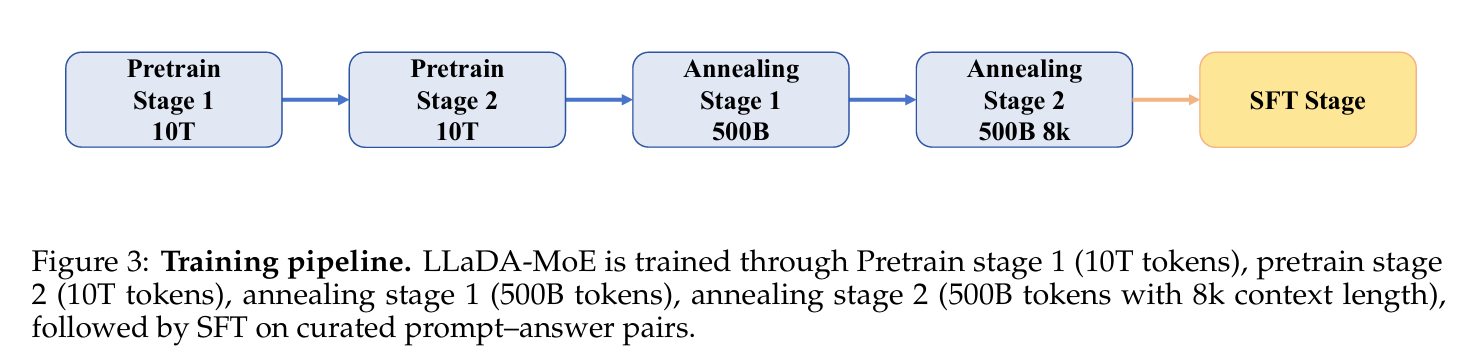 Pretrain
Stage 1
10T
Pretrain
Stage 2
10T
Annealing
Stage 1
500B
Annealing
Stage 2
500B 8k
SFT Stage
Figure 3: Training pipeline. LLaDA-MoE is trained through Pretrain stage 1 (10T tokens), pretrain stage
2 (10T tokens), annealing stage 1 (500B tokens), annealing stage 2 (500B tokens with 8k context length),
followed by SFT on curated prompt–answer pairs.